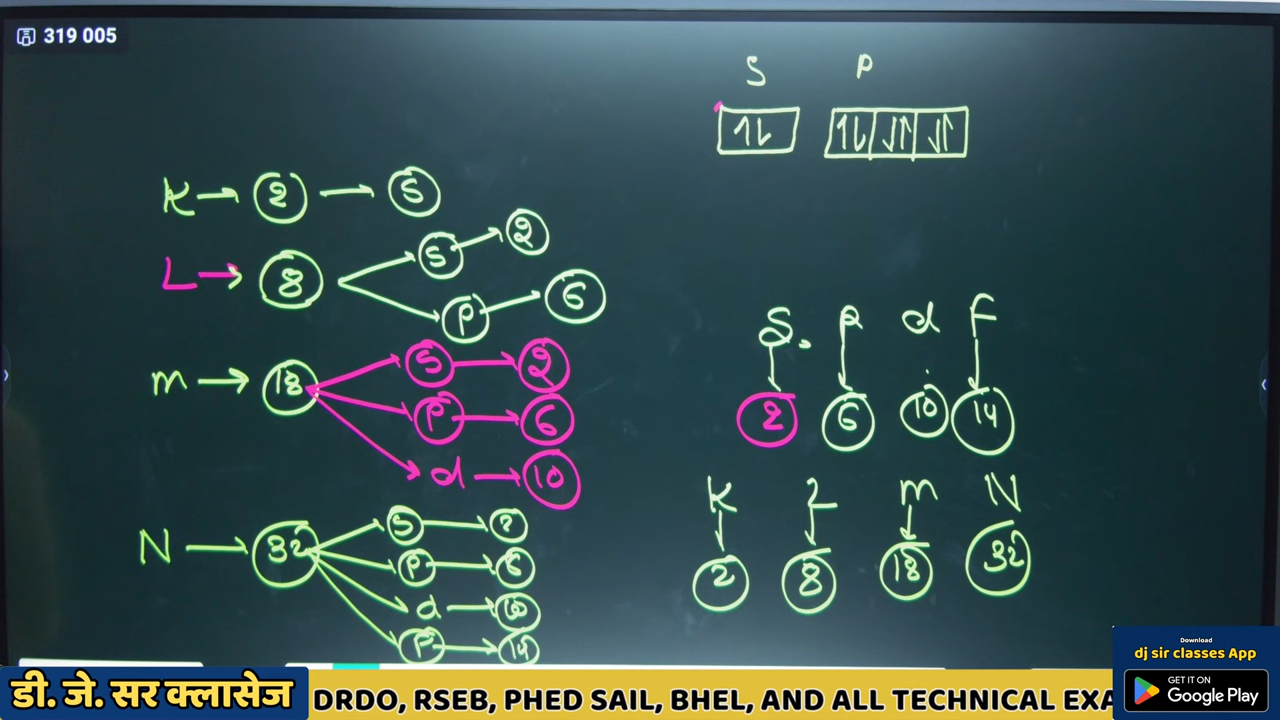 319 005
S P
K → 2 → S
L → 8
S → 2
P → 6
m → 18
S → 2
P → 6
d → 10
N → 32
S → 2
P → 6
d → 10
P → 14
S. P d F
2 6 10 14
K L m N
2 8 18 32
Download
dj sir classes App
GET IT ON
Google Play
डी. जे. सर क्लासेज
DRDO, RSEB, PHED SAIL, BHEL, AND ALL TECHNICAL EXA